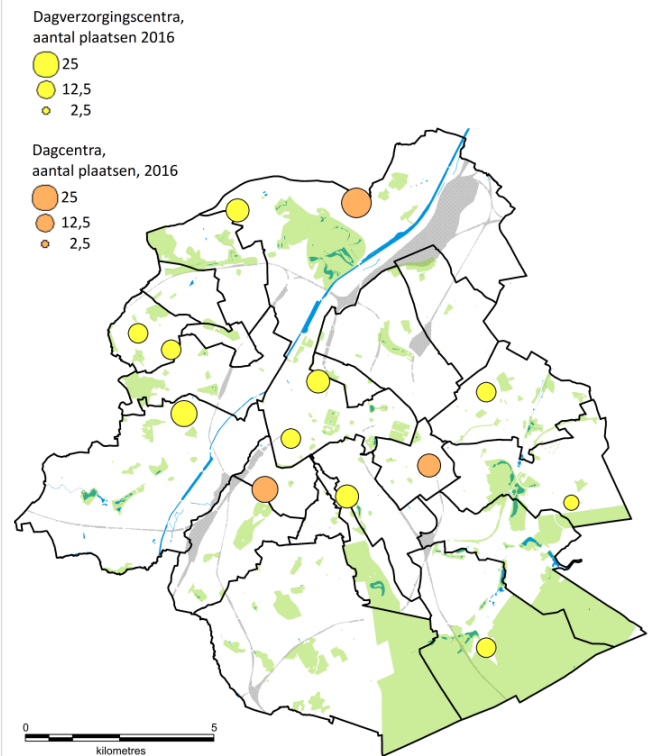 Dagverzorgingscentra,
aantal plaatsen 2016
25
12,5
2,5
Dagcentra,
aantal plaatsen, 2016
25
12,5
2,5
0 5
kilometres